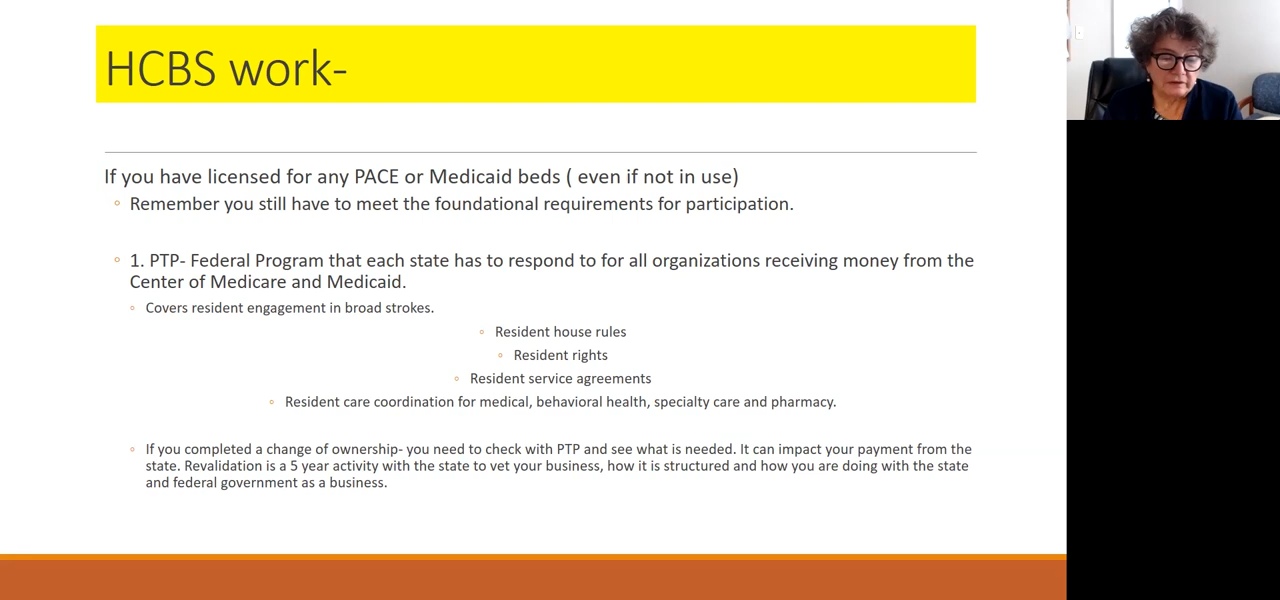 HCBS work-
If you have licensed for any PACE or Medicaid beds ( even if not in use)
Remember you still have to meet the foundational requirements for participation.
1. PTP- Federal Program that each state has to respond to for all organizations receiving money from the
Center of Medicare and Medicaid.
Covers resident engagement in broad strokes.
Resident house rules
Resident rights
Resident service agreements
Resident care coordination for medical, behavioral health, specialty care and pharmacy.
If you completed a change of ownership- you need to check with PTP and see what is needed. It can impact your payment from the
state. Revalidation is a 5 year activity with the state to vet your business, how it is structured and how you are doing with the state
and federal government as a business.